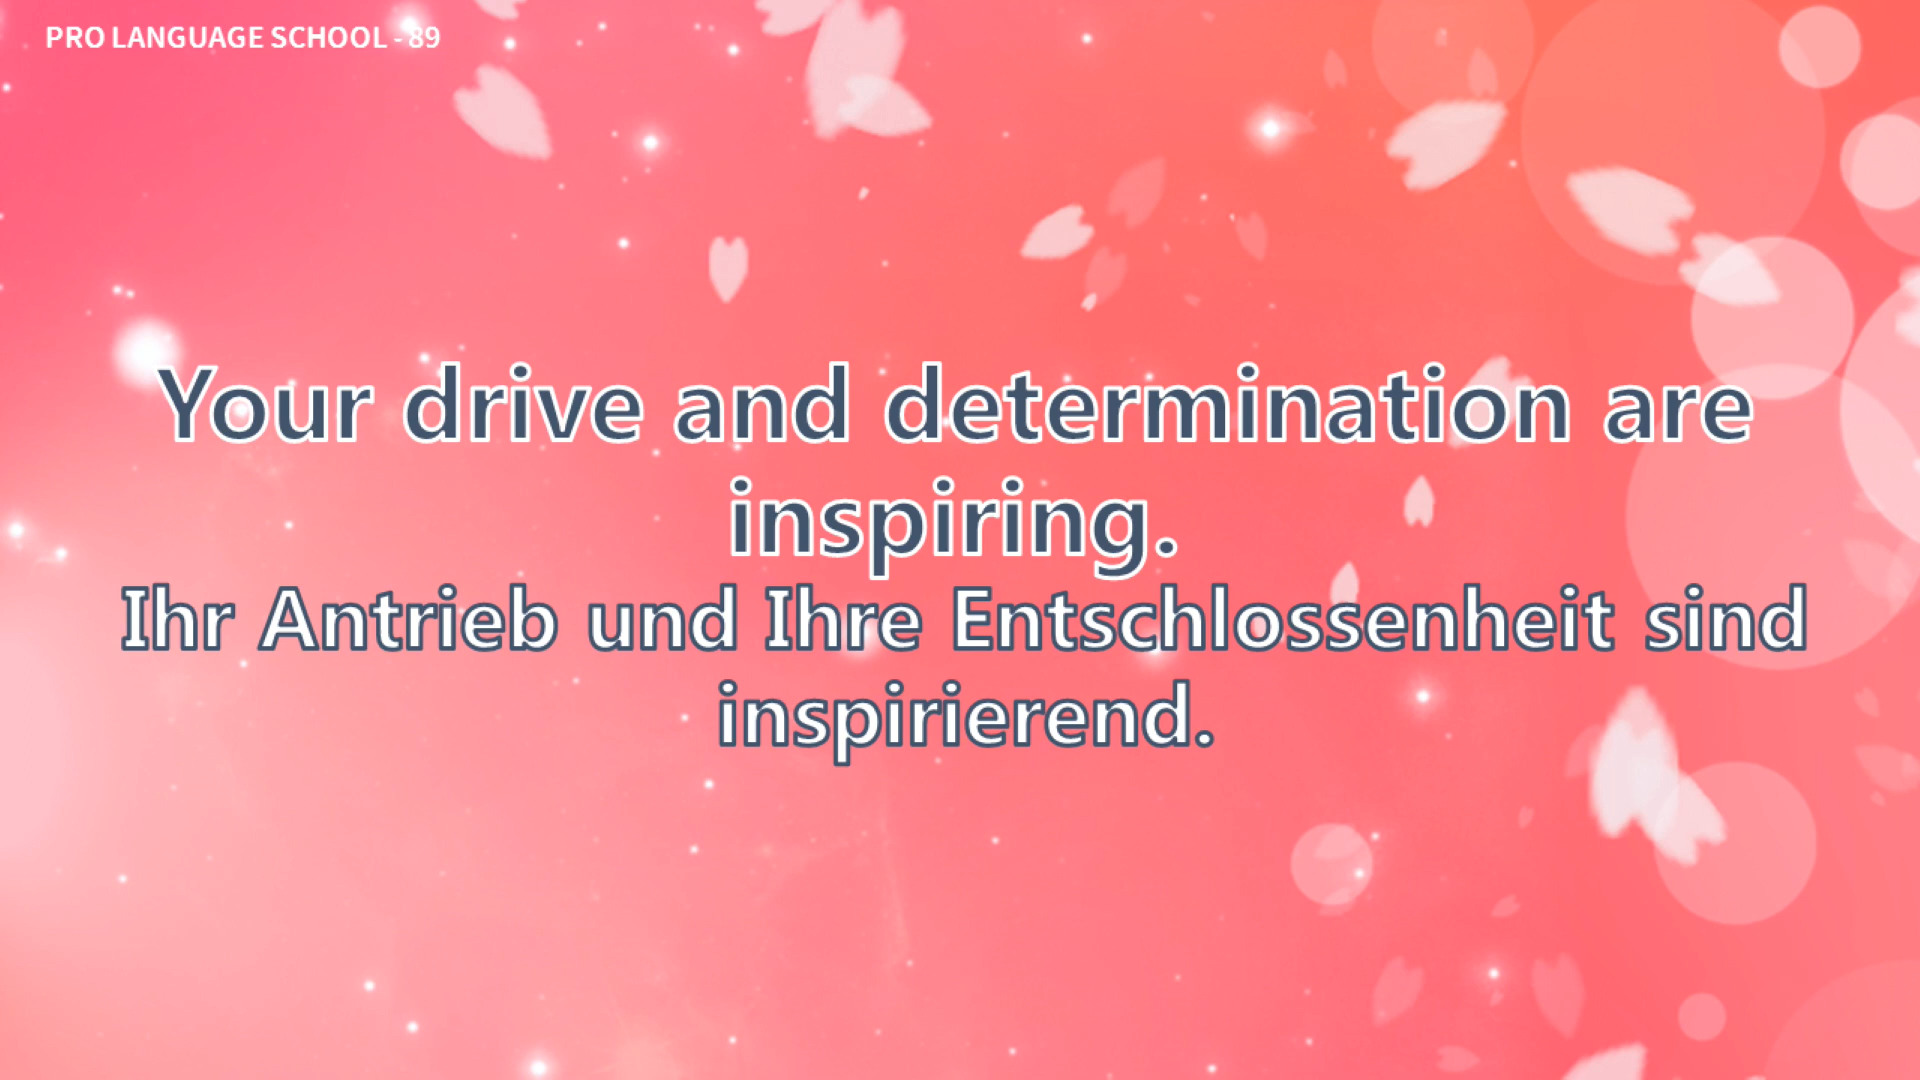 PRO LANGUAGE SCHOOL - 89
Your drive and determination are
inspiring.
Ihr Antrieb und Ihre Entschlossenheit sind
inspirierend.